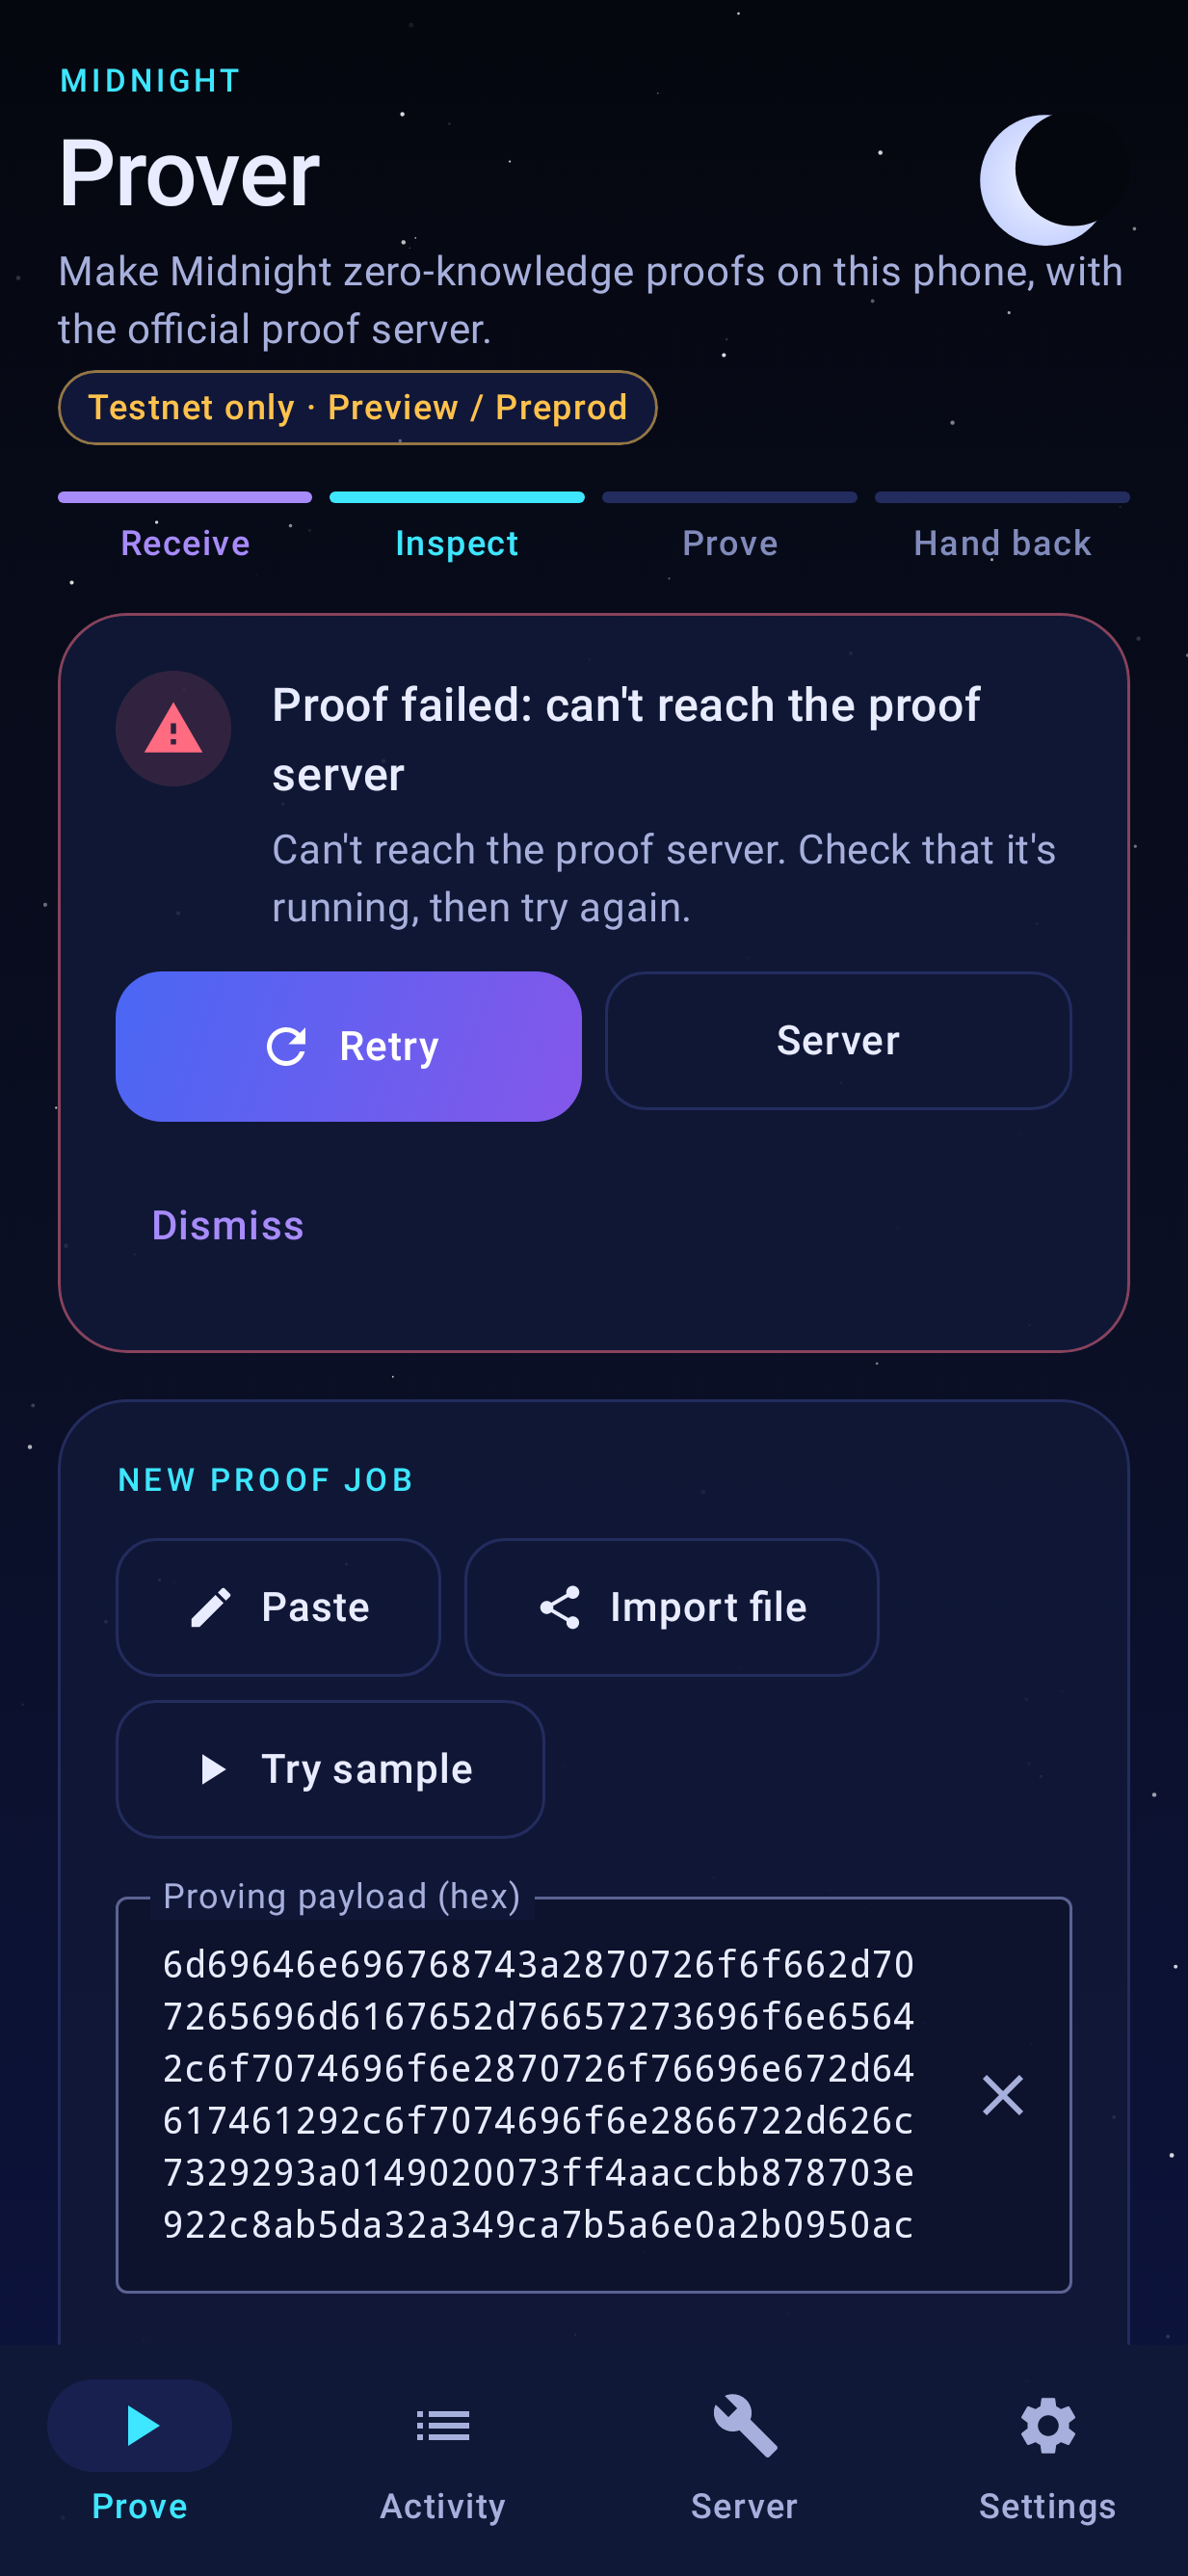 MIDNIGHT
Prover
Make Midnight zero-knowledge proofs on this phone, with
the official proof server.
Testnet only · Preview / Preprod
Receive
Inspect
Prove
Hand back
Proof failed: can't reach the proof
server
Can't reach the proof server. Check that it's
running, then try again.
Retry
Server
Dismiss
NEW PROOF JOB
Paste
Import file
Try sample
Proving payload (hex)
6d69646e696768743a2870726f6f662d70
7265696d6167652d76657273696f6e6564
2c6f7074696f6e2870726f76696e672d64
617461292c6f7074696f6e2866722d626c
7329293a0149020073ff4aaccbb878703e
922c8ab5da32a349ca7b5a6e0a2b0950ac
Prove
Activity
Server
Settings